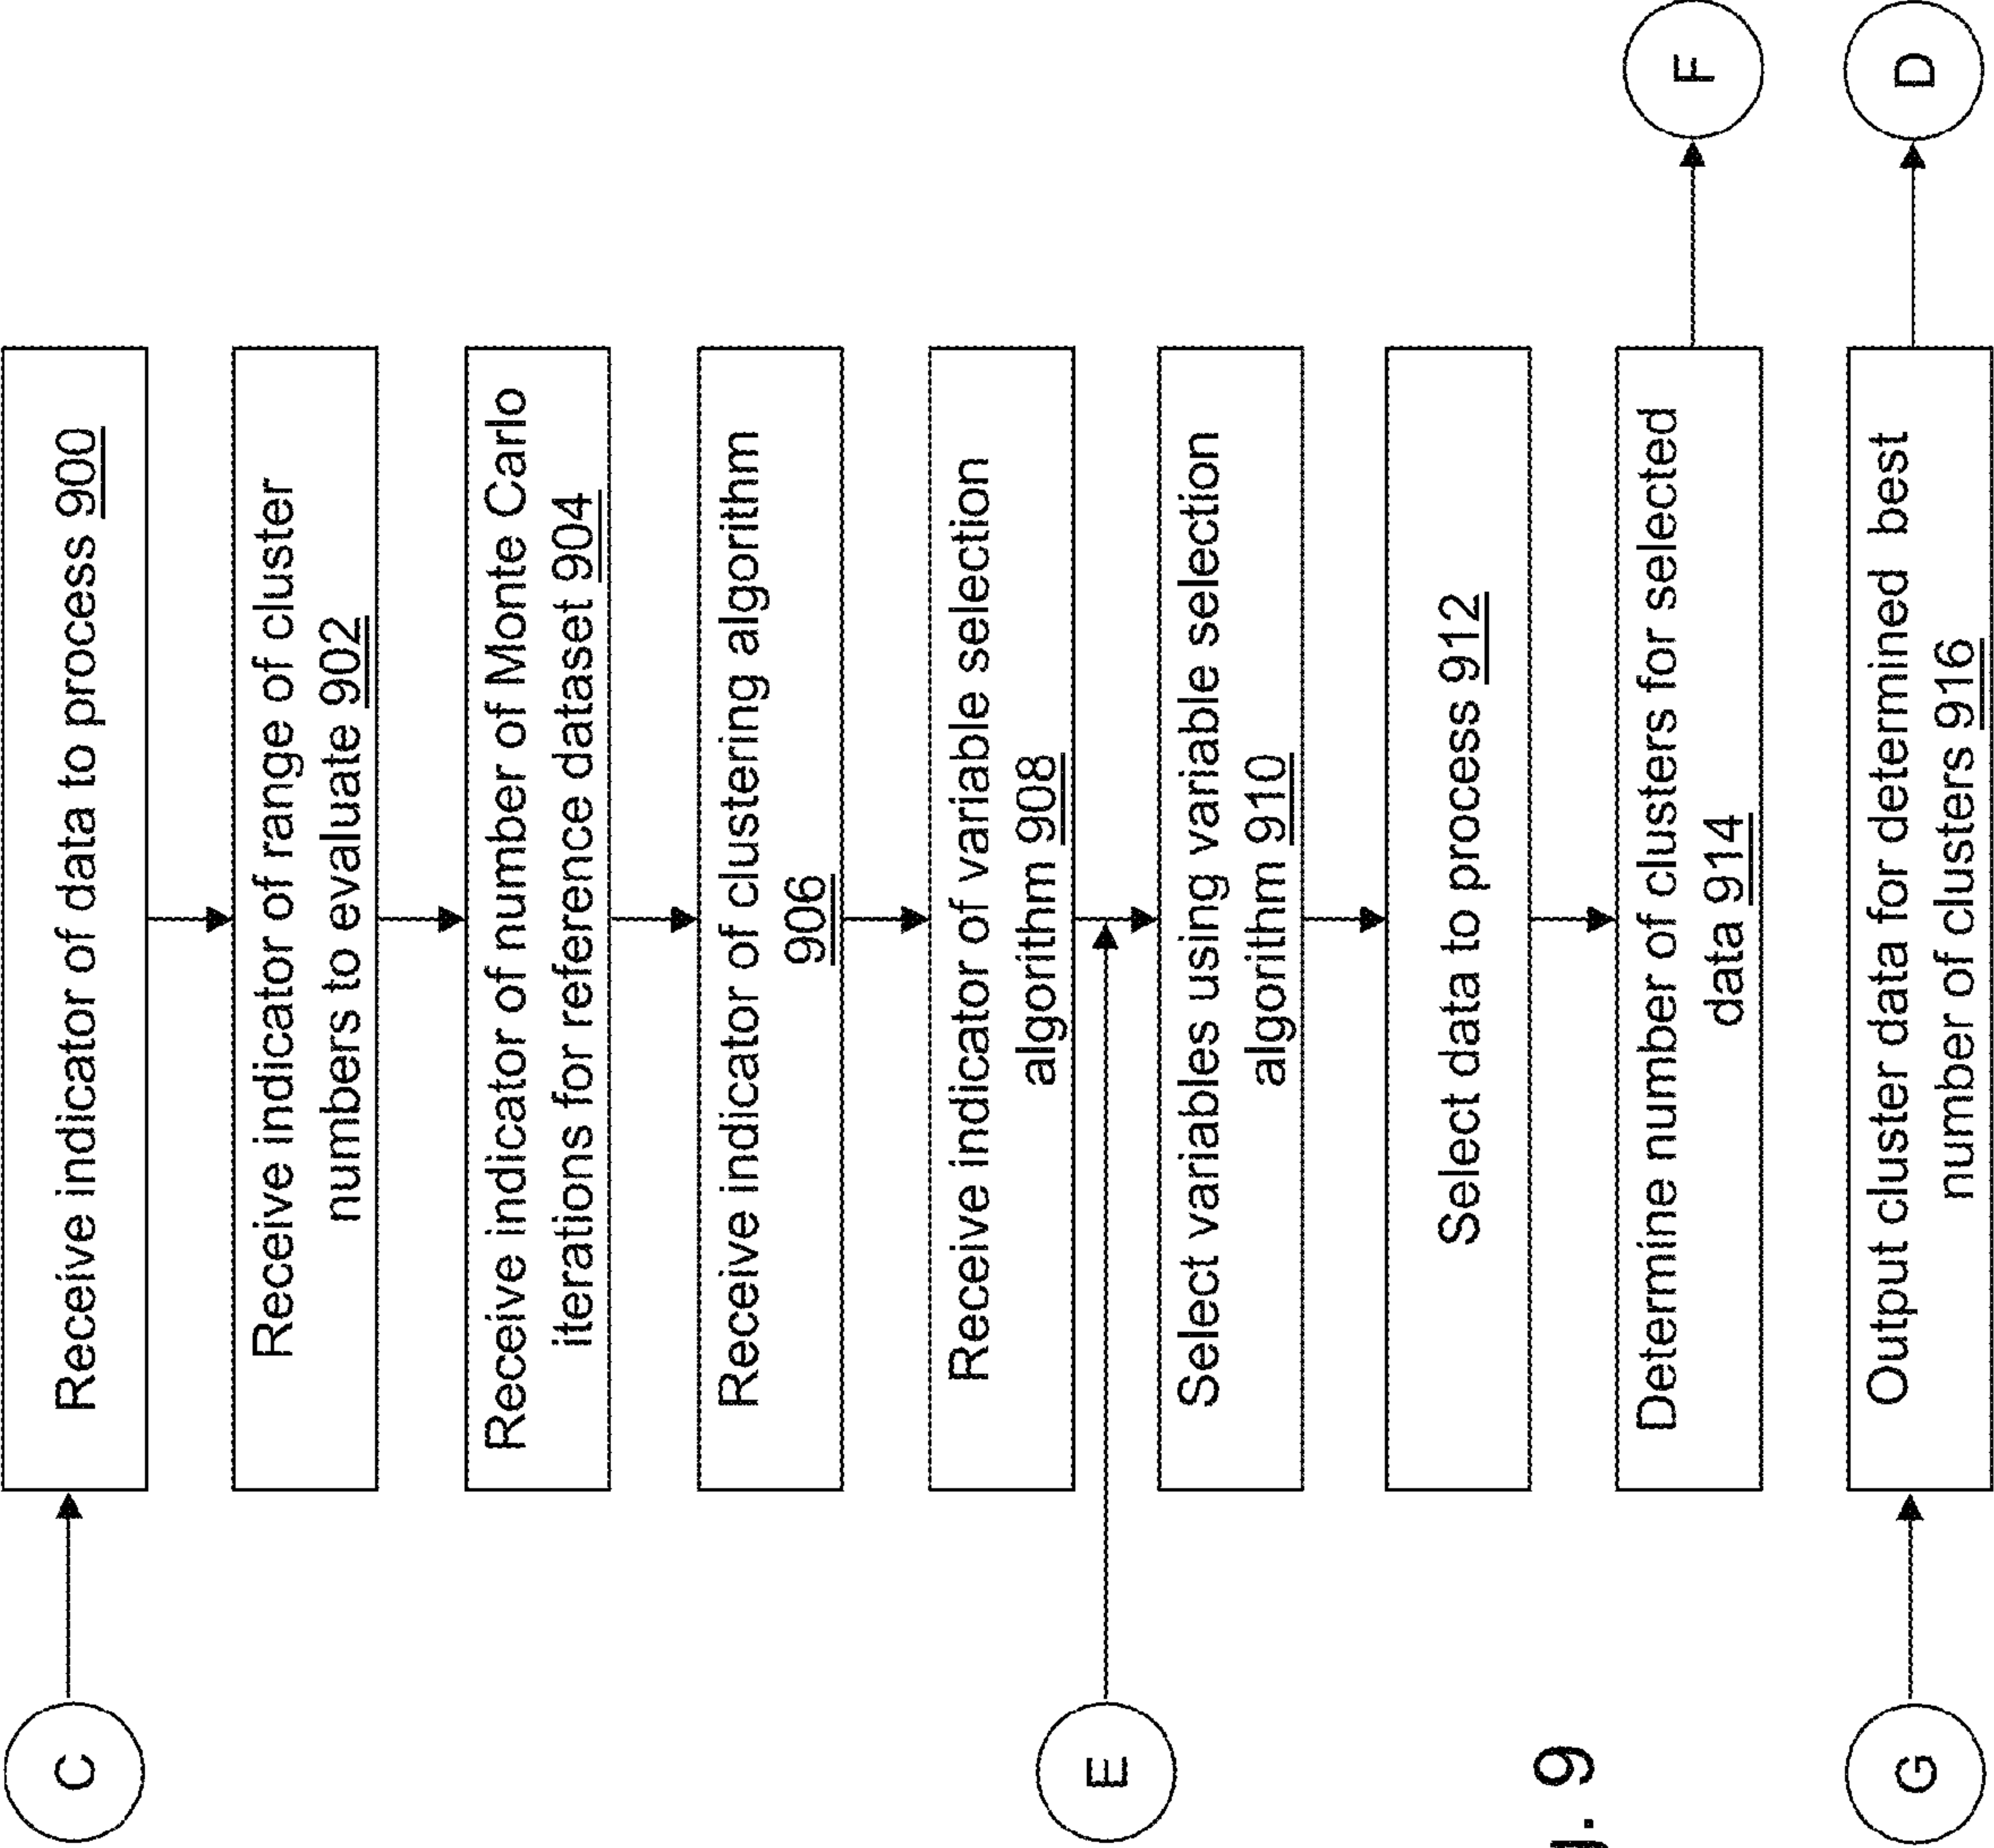 C
Receive indicator of data to process 900
Receive indicator of range of cluster
numbers to evaluate 902
Receive indicator of number of Monte Carlo
iterations for reference dataset 904
Receive indicator of clustering algorithm
906
Receive indicator of variable selection
algorithm 908
E
Select variables using variable selection
algorithm 910
Select data to process 912
Determine number of clusters for selected
data 914
F
G
Output cluster data for determined best
number of clusters 916
D
g. 9